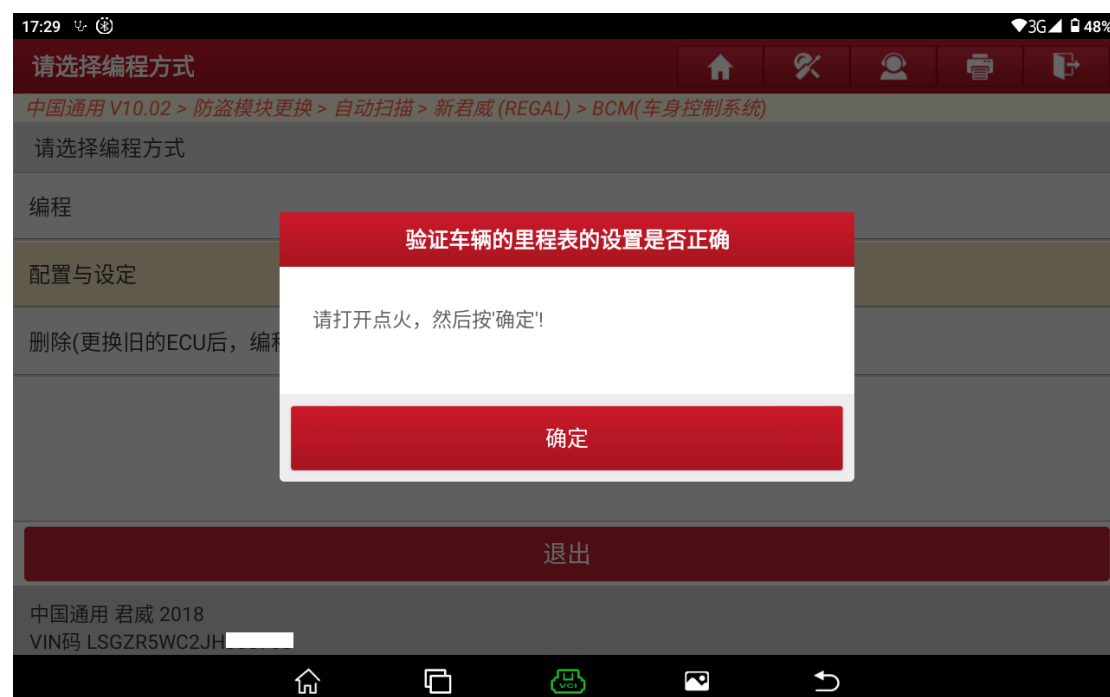 17:29 3G 48%
请选择编程方式
中国通用 V10.02 > 防盗模块更换 > 自动扫描 > 新君威 (REGAL) > BCM(车身控制系统)
请选择编程方式
编程
验证车辆的里程表的设置是否正确
配置与设定
请打开点火，然后按'确定'!
删除(更换旧的ECU后，编程
确定
退出
中国通用 君威 2018
VIN码 LSGZR5WC2JH
VCI